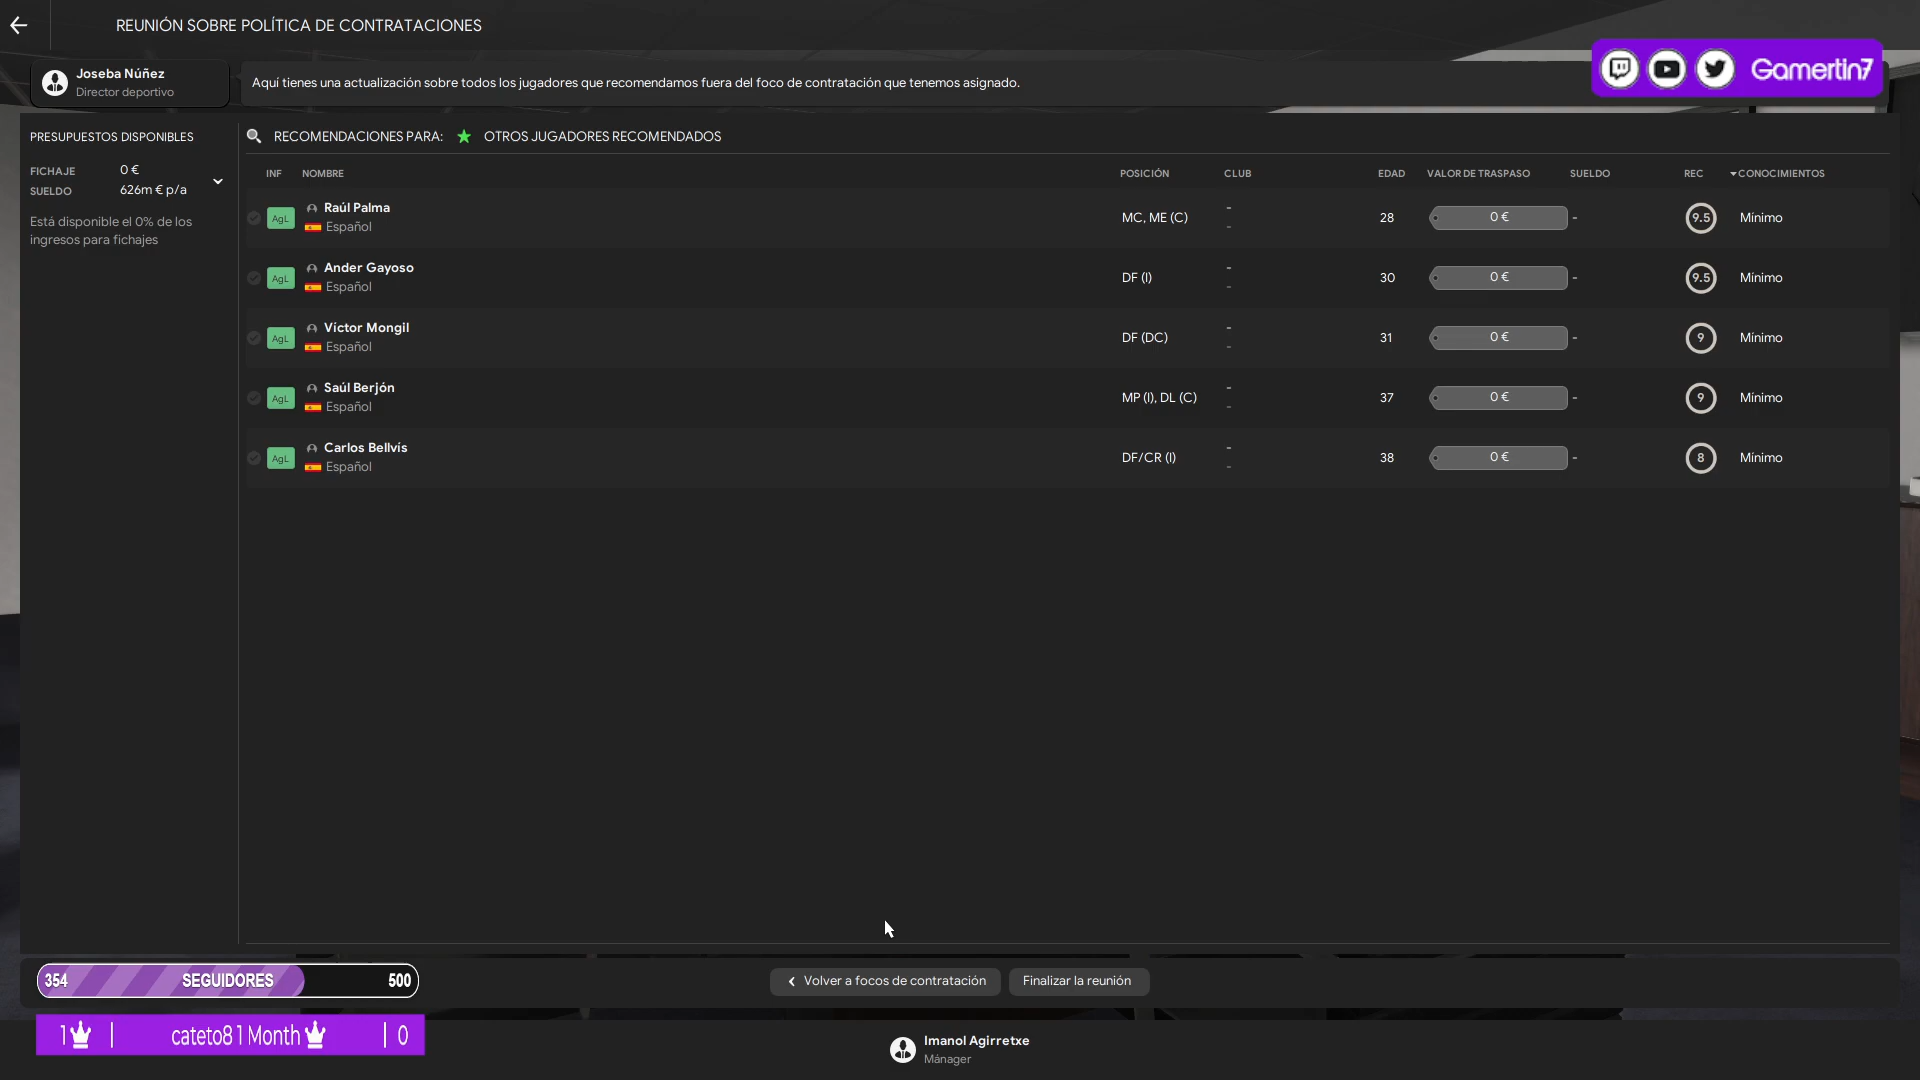 REUNIÓN SOBRE POLÍTICA DE CONTRATACIONES
Joseba Núñez
Director deportivo
Aquí tienes una actualización sobre todos los jugadores que recomendamos fuera del foco de contratación que tenemos asignado.
Gamertin7
PRESUPUESTOS DISPONIBLES
FICHAJE 0 €
SUELDO 626m € p/a
Está disponible el 0% de los
ingresos para fichajes
RECOMENDACIONES PARA: OTROS JUGADORES RECOMENDADOS
INF NOMBRE POSICIÓN CLUB EDAD VALOR DE TRASPASO SUELDO REC CONOCIMIENTOS
AgL Raúl Palma MC, ME (C) - 28 0 € - 9.5 Mínimo
Español -
AgL Ander Gayoso DF (I) - 30 0 € - 9.5 Mínimo
Español -
AgL Víctor Mongil DF (DC) - 31 0 € - 9 Mínimo
Español -
AgL Saúl Berjón MP (I), DL (C) - 37 0 € - 9 Mínimo
Español -
AgL Carlos Bellvís DF/CR (I) - 38 0 € - 8 Mínimo
Español -
354 SEGUIDORES 500
Volver a focos de contratación Finalizar la reunión
1 cateto8 1 Month 0
Imanol Agirretxe
Mánager